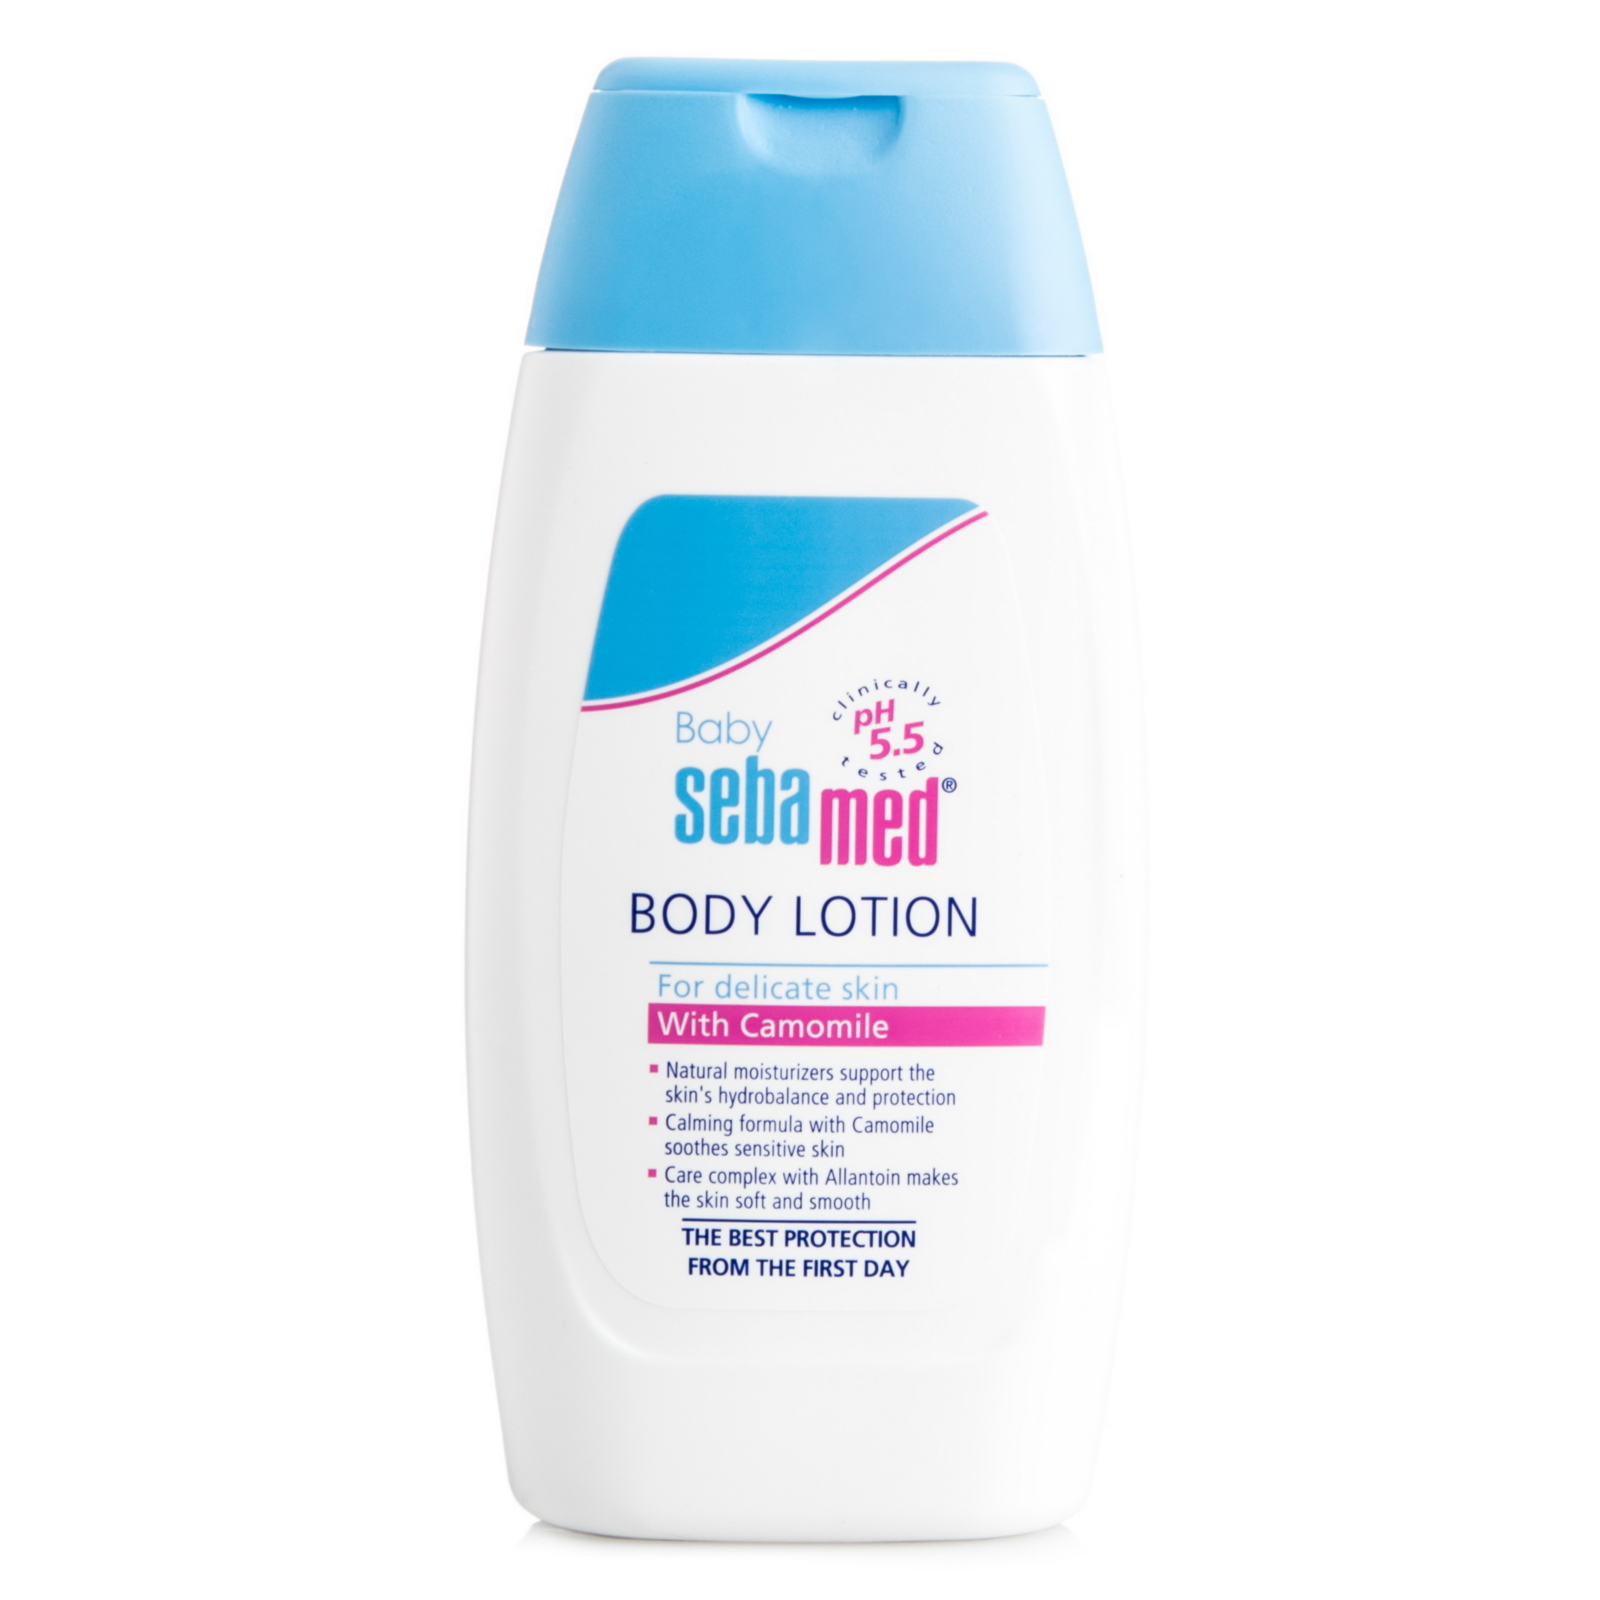 clinically
pH
5.5
tested
Baby
sebamed®
BODY LOTION
For delicate skin
With Camomile
▪ Natural moisturizers support the
skin's hydrobalance and protection
▪ Calming formula with Camomile
soothes sensitive skin
▪ Care complex with Allantoin makes
the skin soft and smooth
THE BEST PROTECTION
FROM THE FIRST DAY